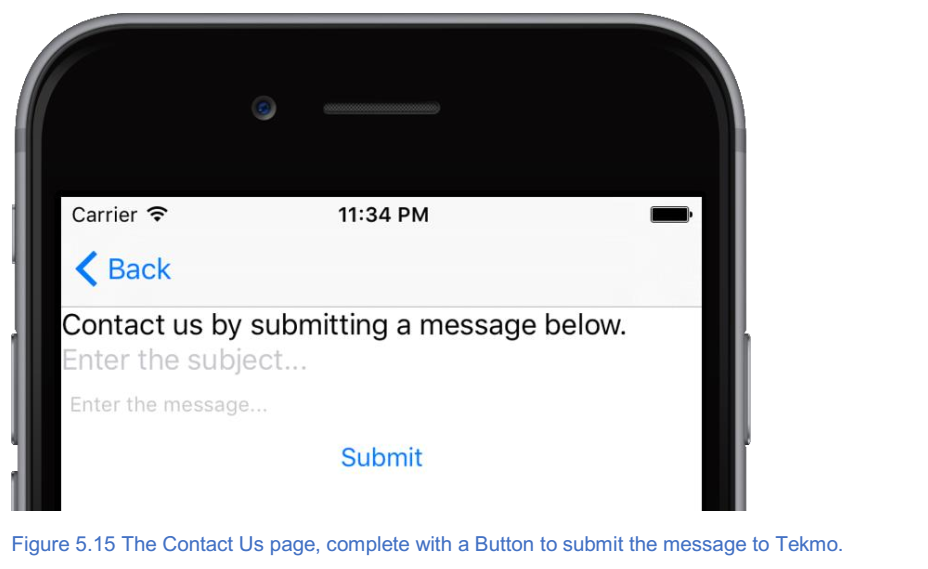 Carrier 11:34 PM
Back
Contact us by submitting a message below.
Enter the subject...
Enter the message...
Submit
Figure 5.15 The Contact Us page, complete with a Button to submit the message to Tekmo.